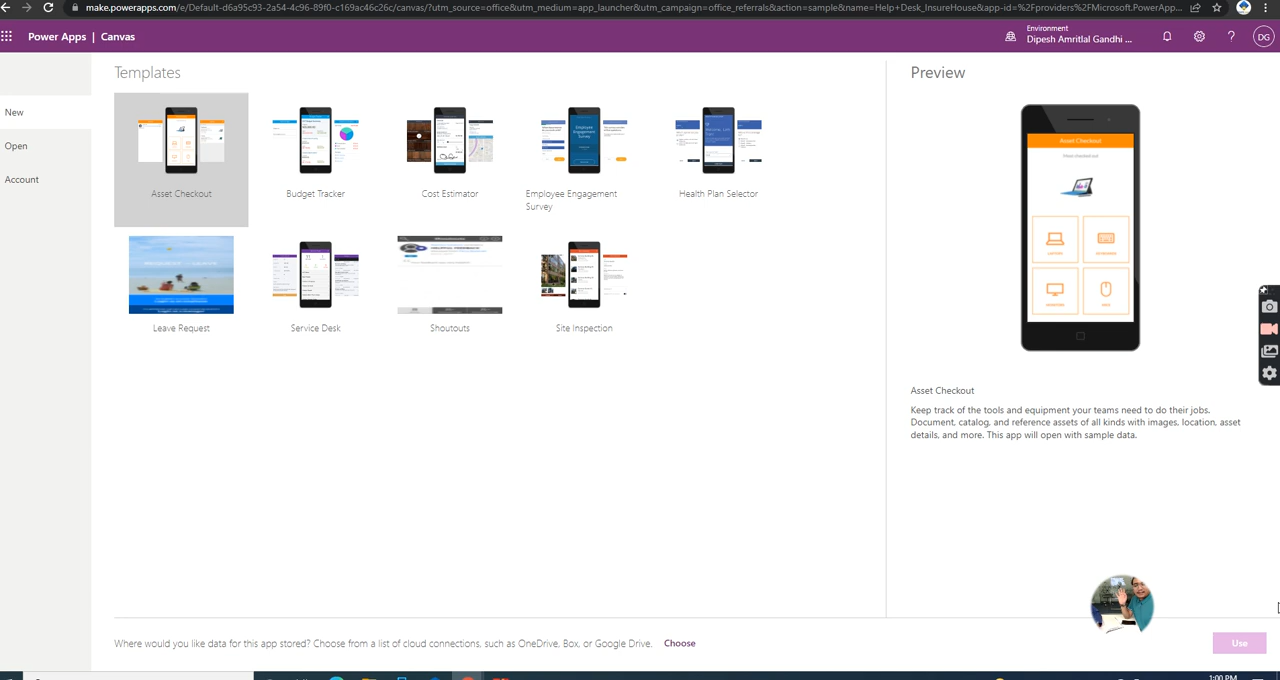 make.powerapps.com/e/Default-d6a95c93-2a54-4c96-89f0-c169ac46c26c/canvas/?utm_source=office&utm_medium=app_launcher&utm_campaign=office_referrals&action=sample&name=Help+Desk_InsureHouse&app-id=%2Fproviders%2FMicrosoft.PowerApp...
Power Apps | Canvas
Environment
Dipesh Amritlal Gandhi ...
? DG
New
Open
Account
Templates
Asset Checkout
Budget Tracker
Cost Estimator
Employee Engagement
Survey
Health Plan Selector
Leave Request
Service Desk
Shoutouts
Site Inspection
Preview
Asset Checkout
Asset Checkout
Keep track of the tools and equipment your teams need to do their jobs.
Document, catalog, and reference assets of all kinds with images, location, asset
details, and more. This app will open with sample data.
Where would you like data for this app stored? Choose from a list of cloud connections, such as OneDrive, Box, or Google Drive. Choose
Use
1:00 PM